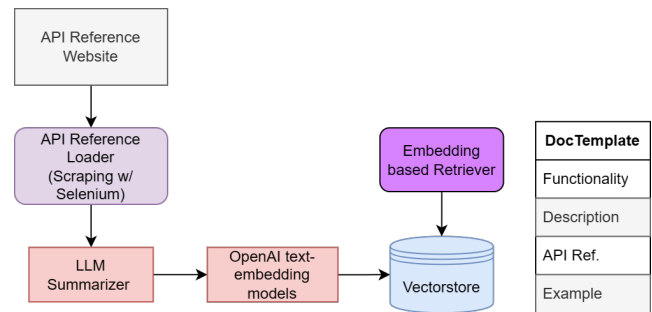 API Reference
Website
API Reference
Loader
(Scraping w/
Selenium)
LLM
Summarizer
OpenAI text-
embedding
models
Embedding
based Retriever
Vectorstore
DocTemplate
Functionality
Description
API Ref.
Example